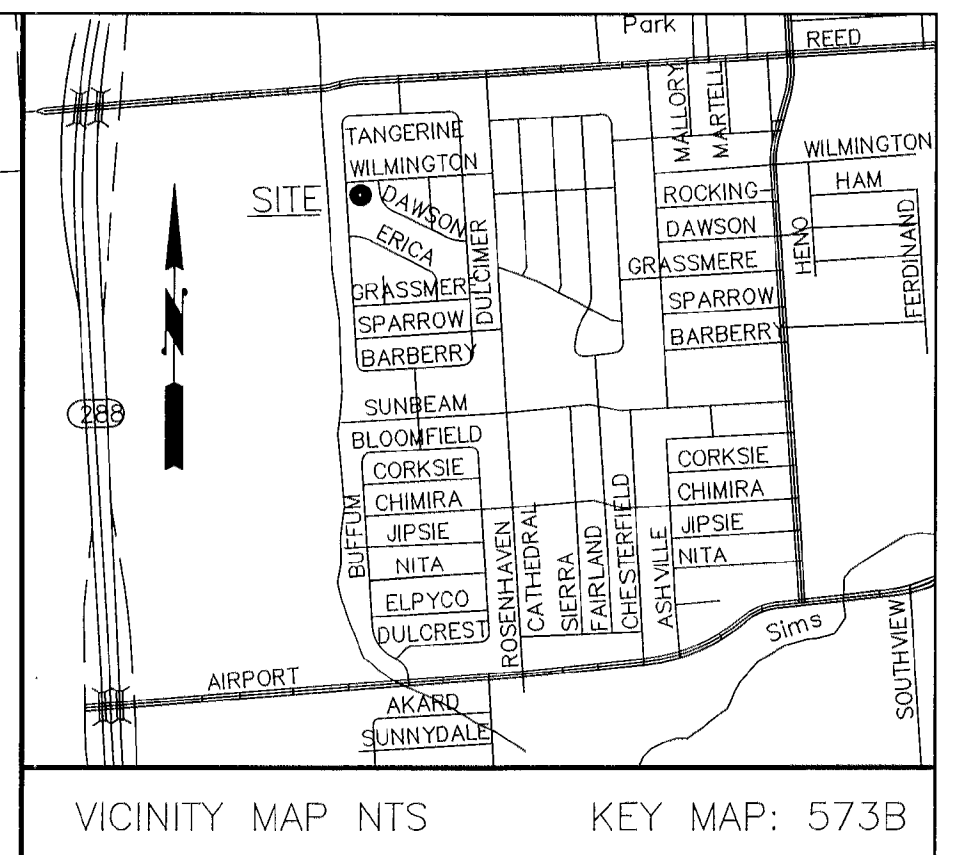 Park
REED
TANGERINE
WILMINGTON
MALLORY
MARTELL
WILMINGTON
SITE
DAWSON
ROCKING
HAM
ERICA
DAWSON
DULCIMER
HENO
FERDINAND
GRASSMERE
GRASSMERE
SPARROW
SPARROW
BARBERRY
BARBERRY
N
288
SUNBEAM
BLOOMFIELD
CORKSIE
CORKSIE
CHIMIRA
CHIMIRA
BUFFUM
JIPSIE
JIPSIE
NITA
NITA
ROSENHAVEN
CATHEDRAL
SIERRA
FAIRLAND
CHESTERFIELD
ASHVILLE
ELPYCO
DULCREST
Sims
SOUTHVIEW
AIRPORT
AKARD
SUNNYDALE
VICINITY MAP NTS KEY MAP: 573B